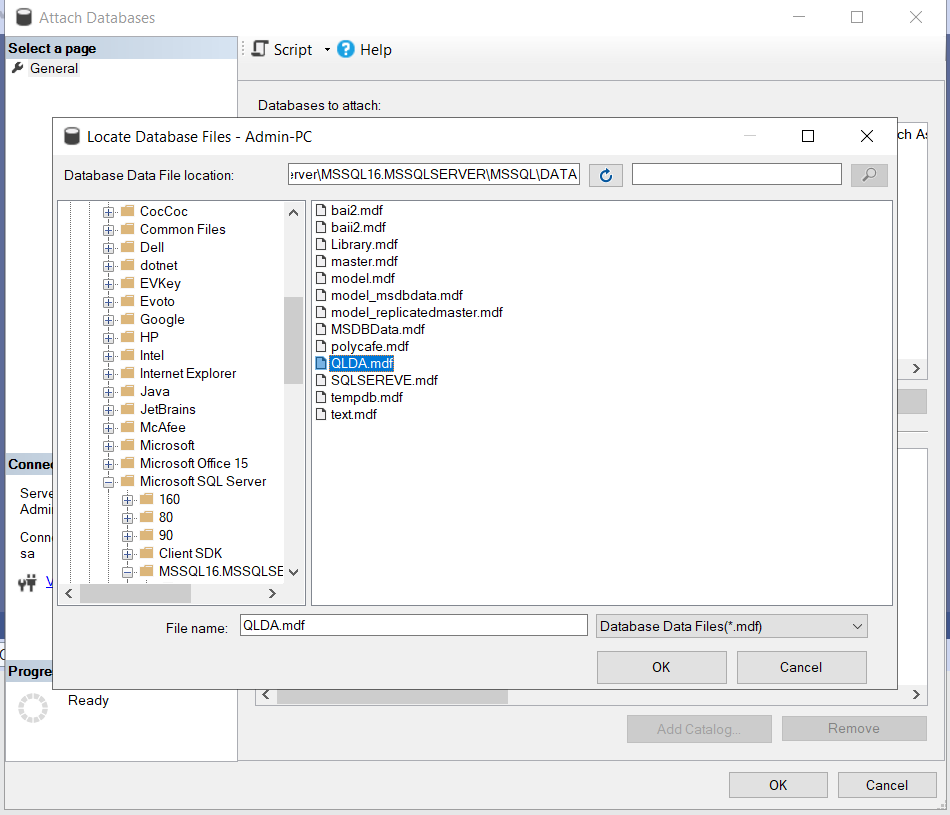 Attach Databases
Select a page
General
Script
Help
Databases to attach:
ch As
Locate Database Files - Admin-PC
Database Data File location:
erver\MSSQL16.MSSQLSERVER\MSSQL\DATA
CocCoc
Common Files
Dell
dotnet
EVKey
Evoto
Google
HP
Intel
Internet Explorer
Java
JetBrains
McAfee
Microsoft
Microsoft Office 15
Microsoft SQL Server
160
80
90
Client SDK
MSSQL16.MSSQLSE
bai2.mdf
baii2.mdf
Library.mdf
master.mdf
model.mdf
model_msdbdata.mdf
model_replicatedmaster.mdf
MSDBData.mdf
polycafe.mdf
QLDA.mdf
SQLSEREVE.mdf
tempdb.mdf
text.mdf
File name:
QLDA.mdf
Database Data Files(*.mdf)
OK
Cancel
Connec
Serve
Admi
Conne
sa
V
Progre
Ready
Add Catalog...
Remove
OK
Cancel